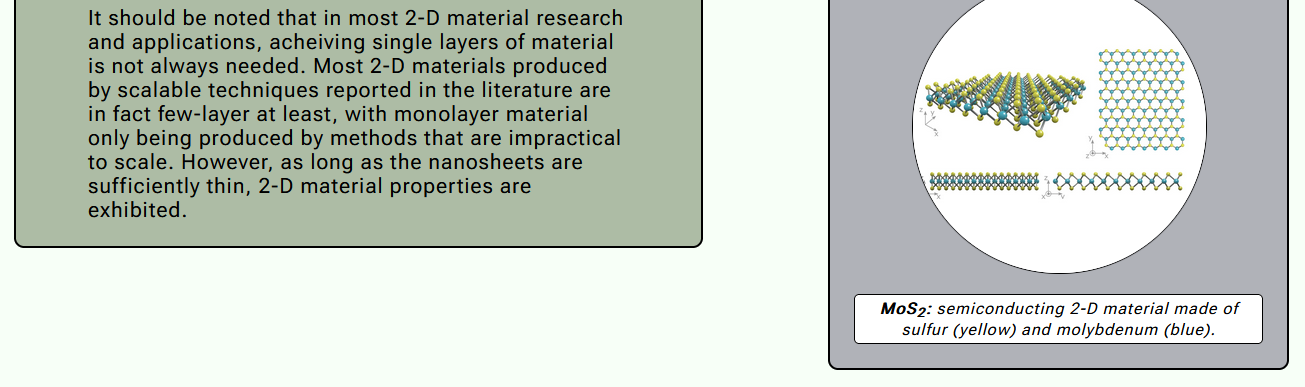 It should be noted that in most 2-D material research
and applications, acheiving single layers of material
is not always needed. Most 2-D materials produced
by scalable techniques reported in the literature are
in fact few-layer at least, with monolayer material
only being produced by methods that are impractical
to scale. However, as long as the nanosheets are
sufficiently thin, 2-D material properties are
exhibited.
z
y
x
y
z
x
x
z
x
y
MoS2: semiconducting 2-D material made of
sulfur (yellow) and molybdenum (blue).